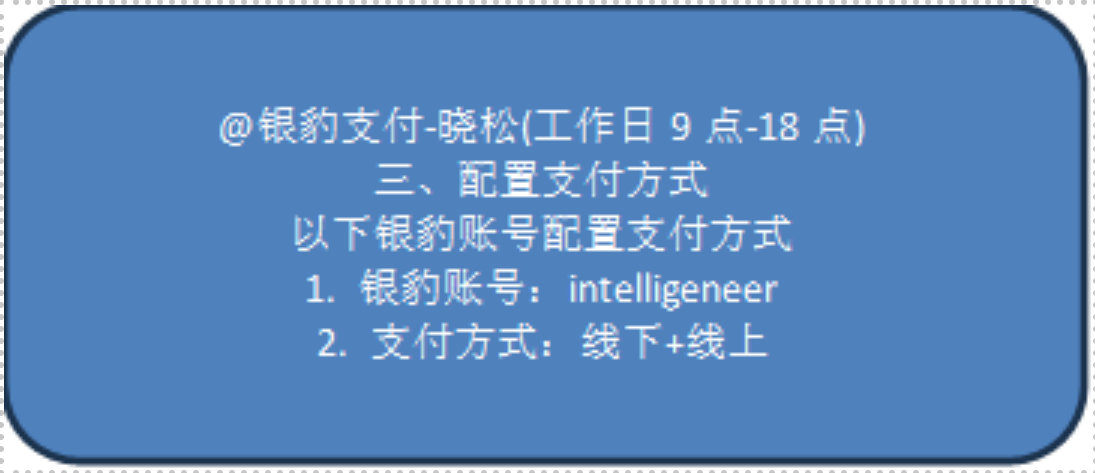 @银豹支付-晓松(工作日 9 点-18 点)
三、配置支付方式
以下银豹账号配置支付方式
1. 银豹账号：intelligeneer
2. 支付方式：线下+线上